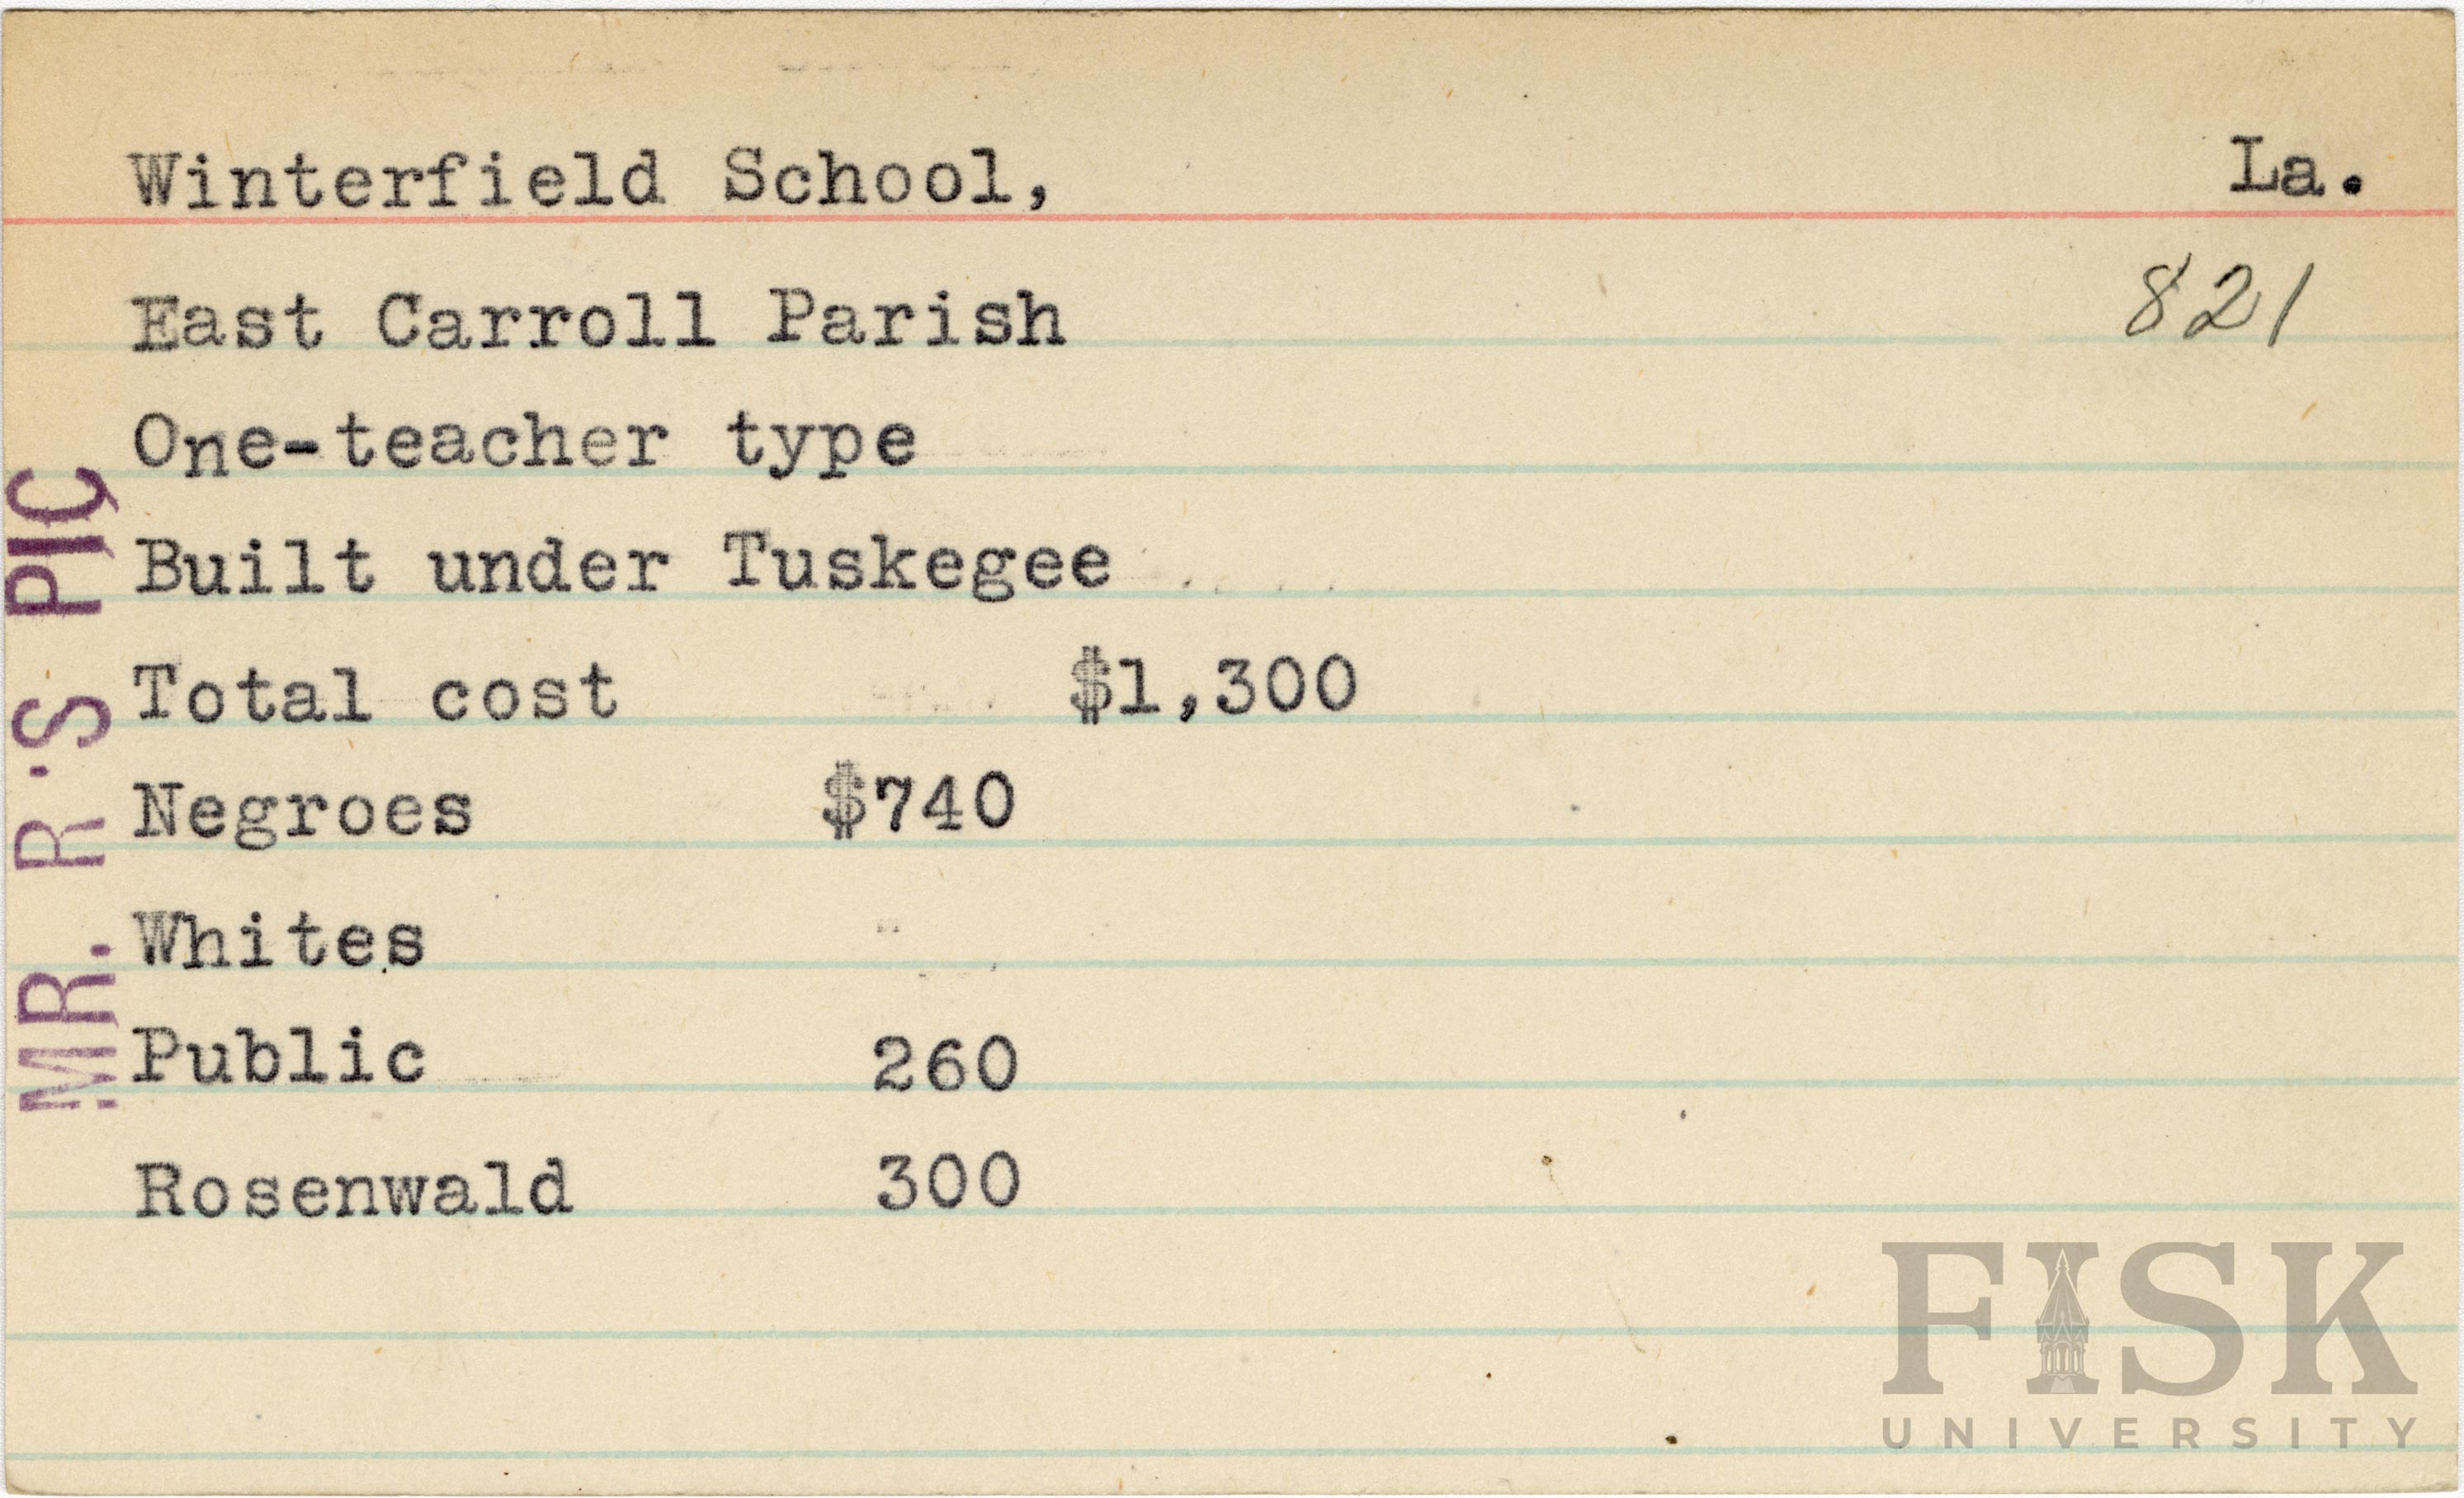 Winterfield School, La.
East Carroll Parish 821
One-teacher type
Built under Tuskegee
Total cost $1,300
Negroes $740
Whites
Public 260
Rosenwald 300
MR. R·S PIC
FISK
UNIVERSITY